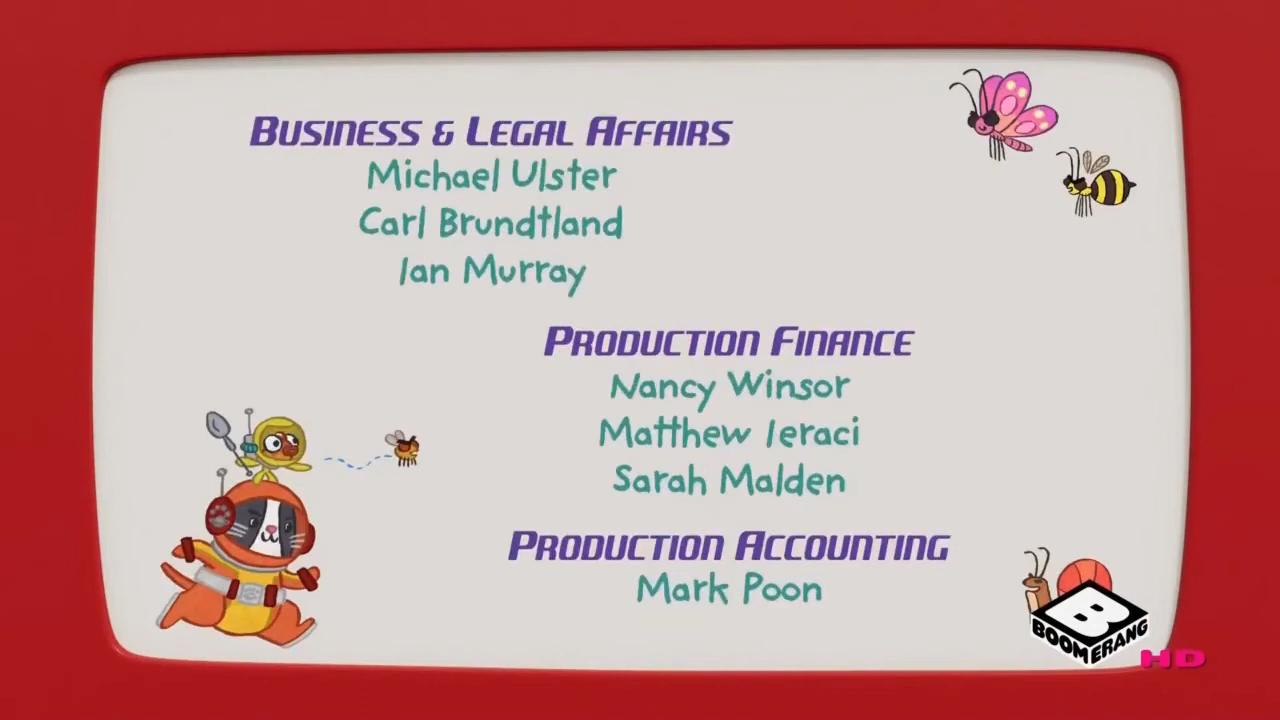 Business & Legal Affairs
Michael Ulster
Carl Brundtland
Ian Murray
Production Finance
Nancy Winsor
Matthew Ieraci
Sarah Malden
Production Accounting
Mark Poon
B
BOOMERANG
HD